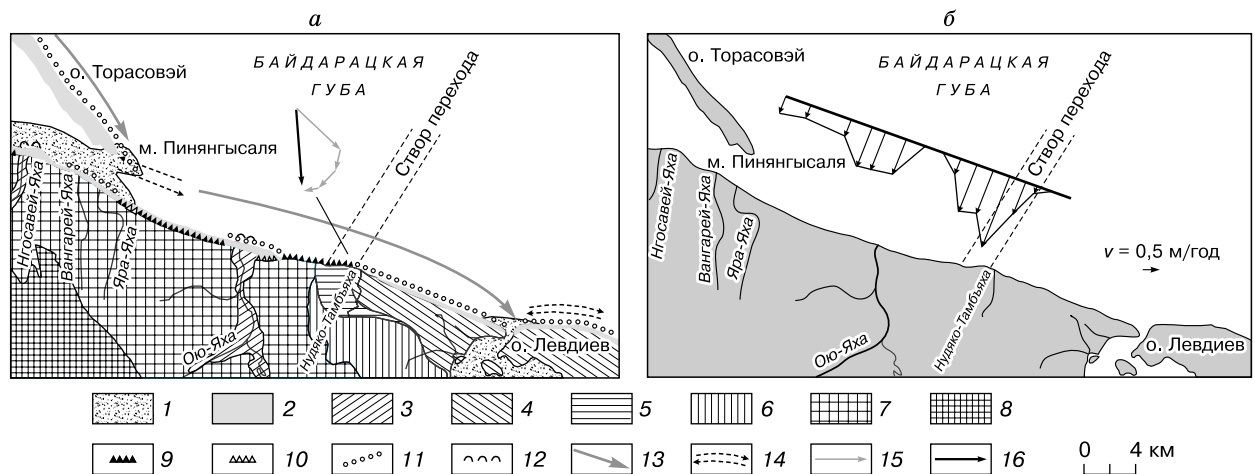 а
б
БАЙДАРАЦКАЯ
ГУБА
о. Торасовэй
м. Пинянгысаля
Створ перехода
Нгосавей-Яха
Вангарей-Яха
Яра-Яха
Ою-Яха
Нудяко-Тамбъяха
о. Левдиев
БАЙДАРАЦКАЯ
ГУБА
о. Торасовэй
м. Пинянгысаля
Створ перехода
Нгосавей-Яха
Вангарей-Яха
Яра-Яха
Ою-Яха
Нудяко-Тамбъяха
о. Левдиев
v = 0,5 м/год
1 2 3 4 5 6 7 8
9 10 11 12 13 14 15 16
0 4 км